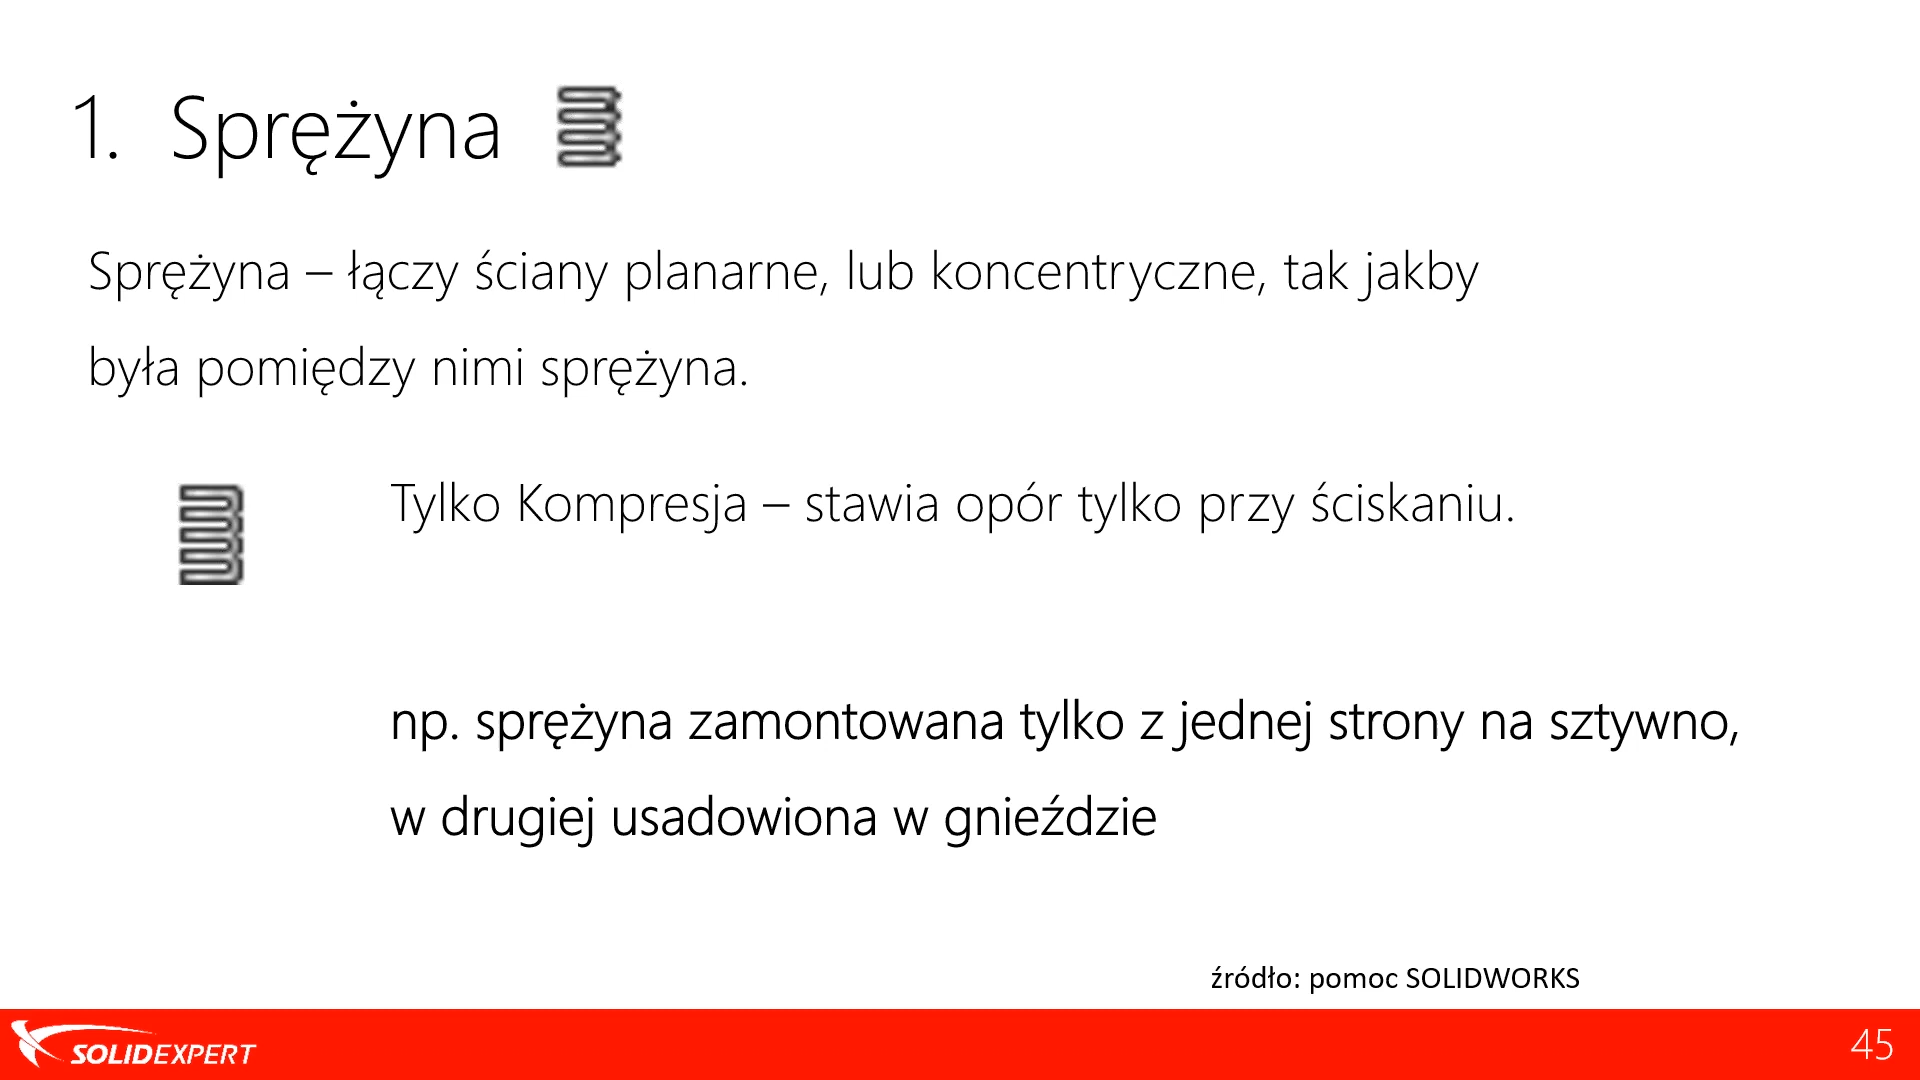 1. Sprężyna
Sprężyna – łączy ściany planarne, lub koncentryczne, tak jakby
była pomiędzy nimi sprężyna.
Tylko Kompresja – stawia opór tylko przy ściskaniu.
np. sprężyna zamontowana tylko z jednej strony na sztywno,
w drugiej usadowiona w gnieździe
źródło: pomoc SOLIDWORKS
SOLIDEXPERT
45